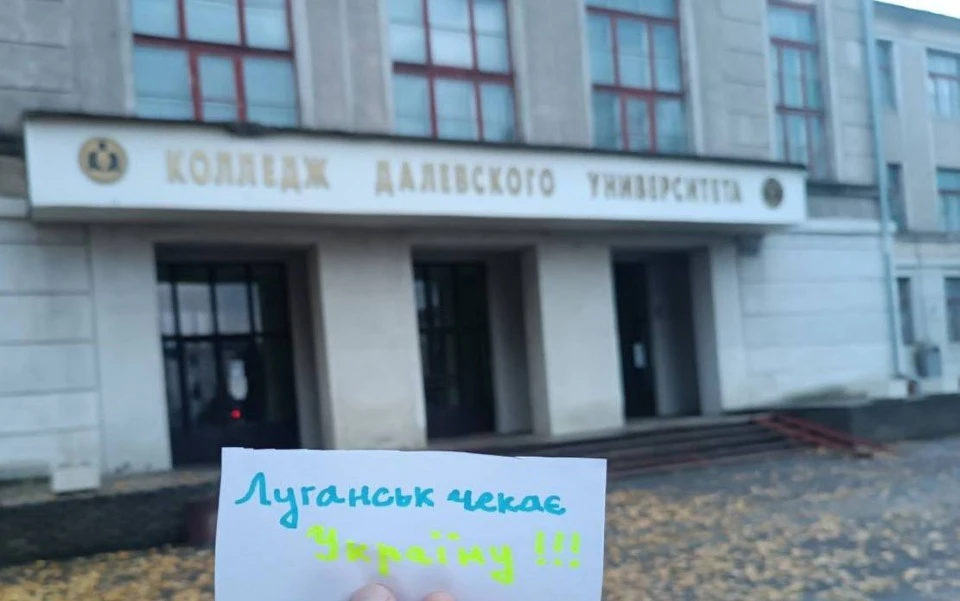 КОЛЛЕДЖ ДАЛЕВСКОГО УНИВЕРСИТЕТА
Луганськ чекає
Україну !!!